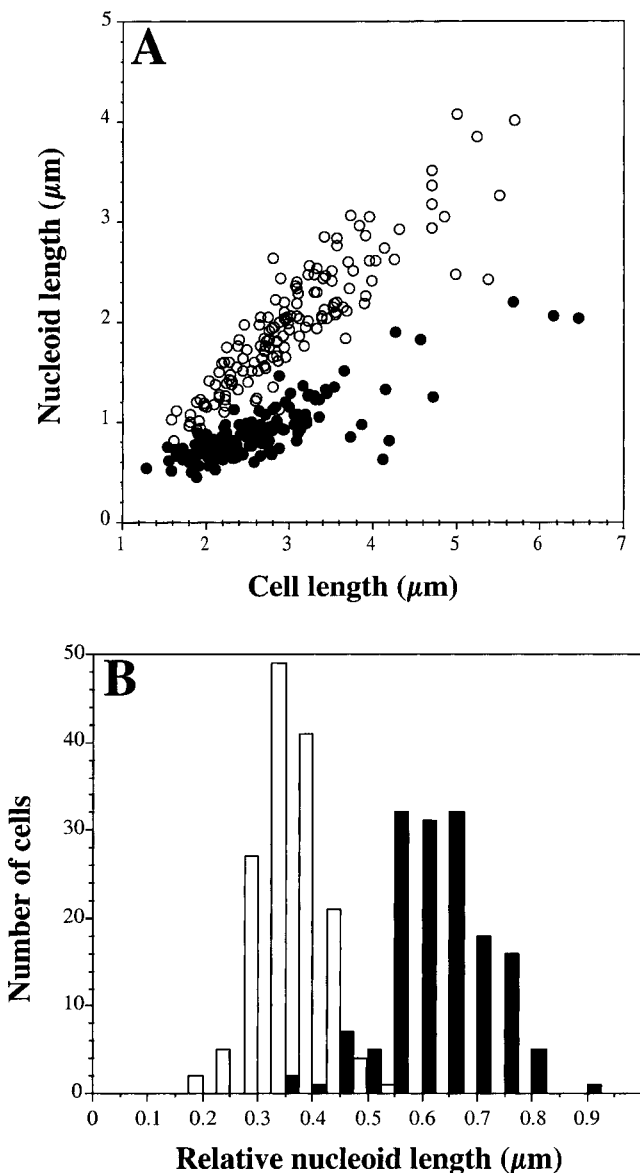 A
5
4
3
2
1
0
Nucleoid length (μm)
1 2 3 4 5 6 7
Cell length (μm)
B
50
40
30
20
10
0
Number of cells
0 0.1 0.2 0.3 0.4 0.5 0.6 0.7 0.8 0.9
Relative nucleoid length (μm)